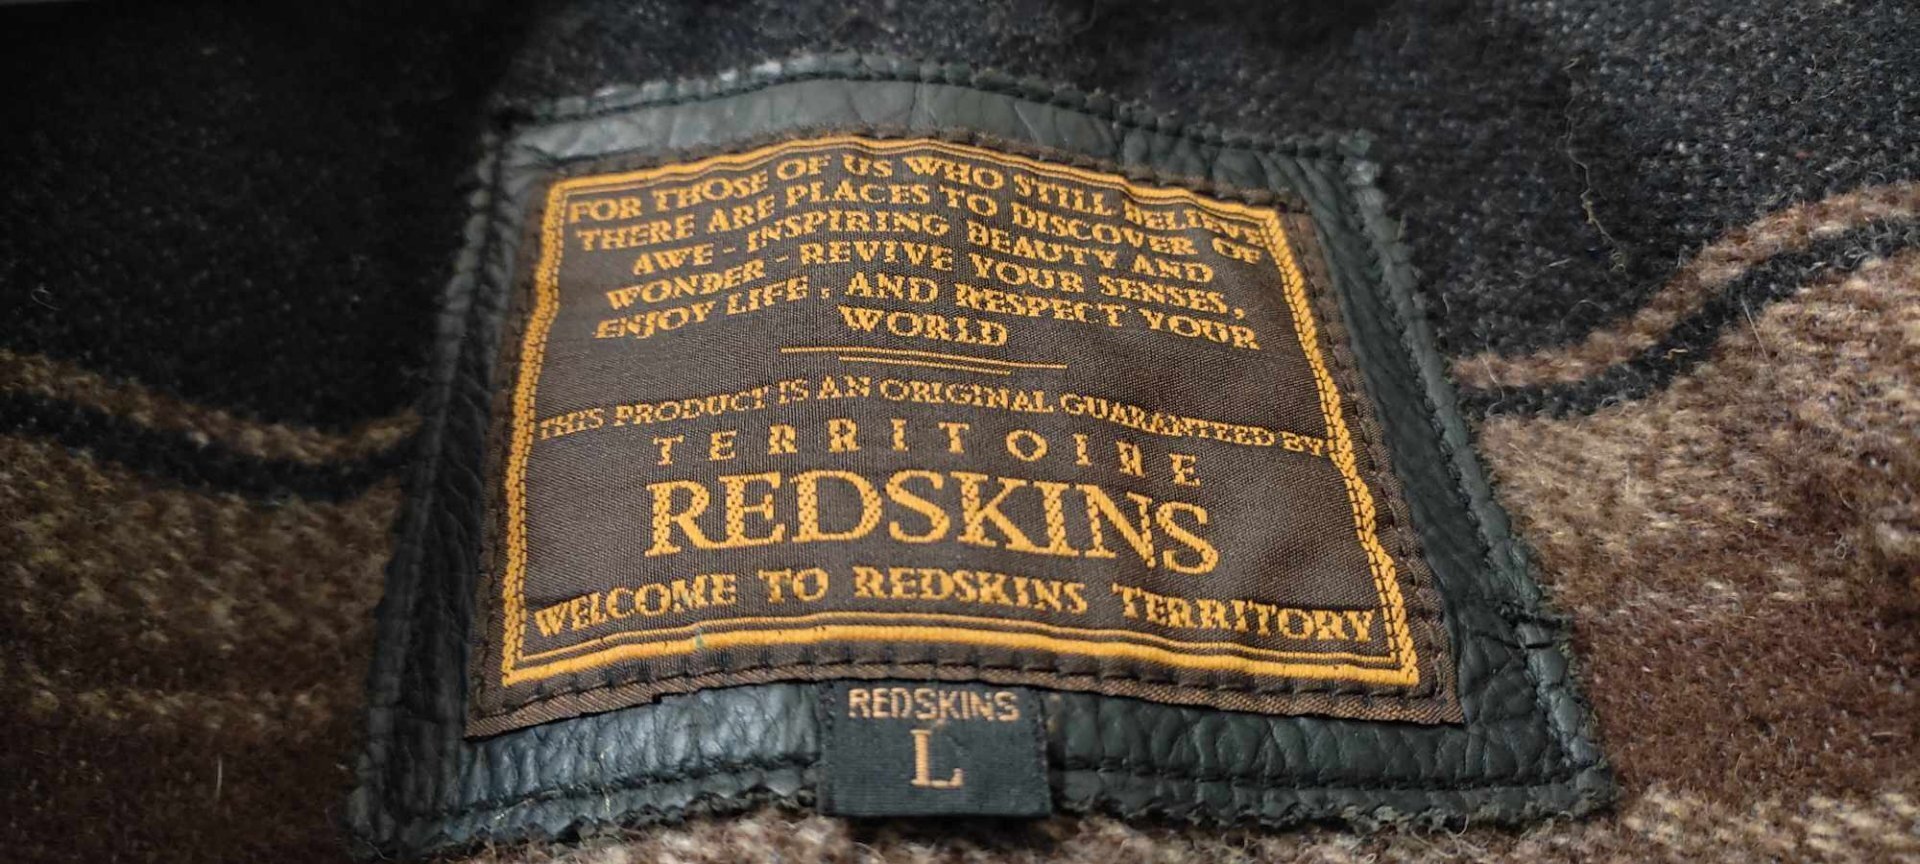 FOR THOSE OF US WHO STILL BELIEVE
THERE ARE PLACES TO DISCOVER OF
AWE - INSPIRING BEAUTY AND
WONDER - REVIVE YOUR SENSES,
ENJOY LIFE, AND RESPECT YOUR
WORLD
THIS PRODUCT IS AN ORIGINAL GUARANTEED BY
TERRITOIRE
REDSKINS
WELCOME TO REDSKINS TERRITORY
REDSKINS
L